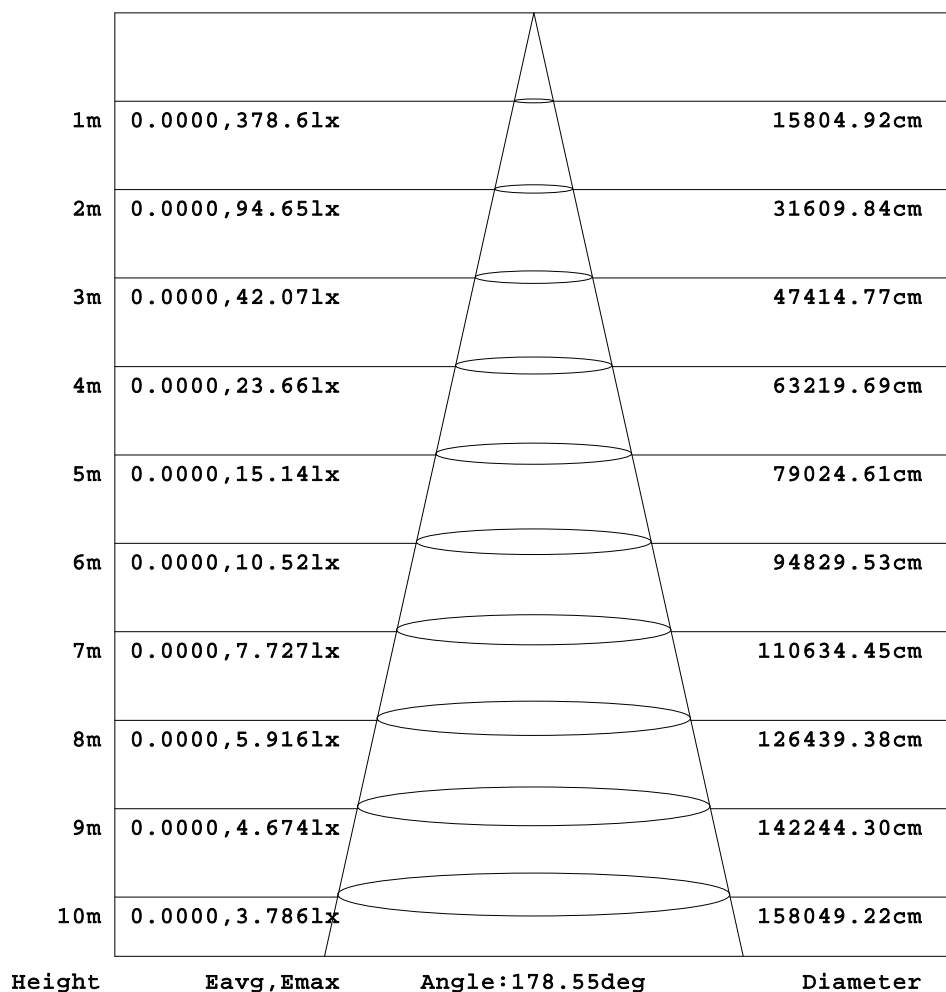 1m 0.0000,378.6lx 15804.92cm
2m 0.0000,94.65lx 31609.84cm
3m 0.0000,42.07lx 47414.77cm
4m 0.0000,23.66lx 63219.69cm
5m 0.0000,15.14lx 79024.61cm
6m 0.0000,10.52lx 94829.53cm
7m 0.0000,7.727lx 110634.45cm
8m 0.0000,5.916lx 126439.38cm
9m 0.0000,4.674lx 142244.30cm
10m 0.0000,3.786lx 158049.22cm
Height Eavg,Emax Angle:178.55deg Diameter